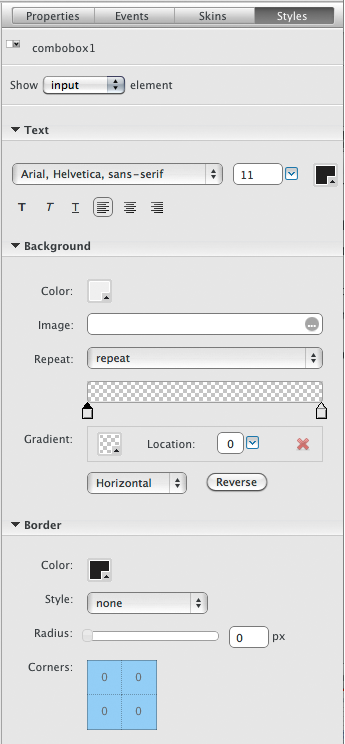 Properties Events Skins Styles
combobox1
Show input element
Text
Arial, Helvetica, sans-serif 11
T T T
Background
Color:
Image: ...
Repeat: repeat
Gradient: Location: 0
Horizontal Reverse
Border
Color:
Style: none
Radius: 0 px
Corners: 0 0
0 0